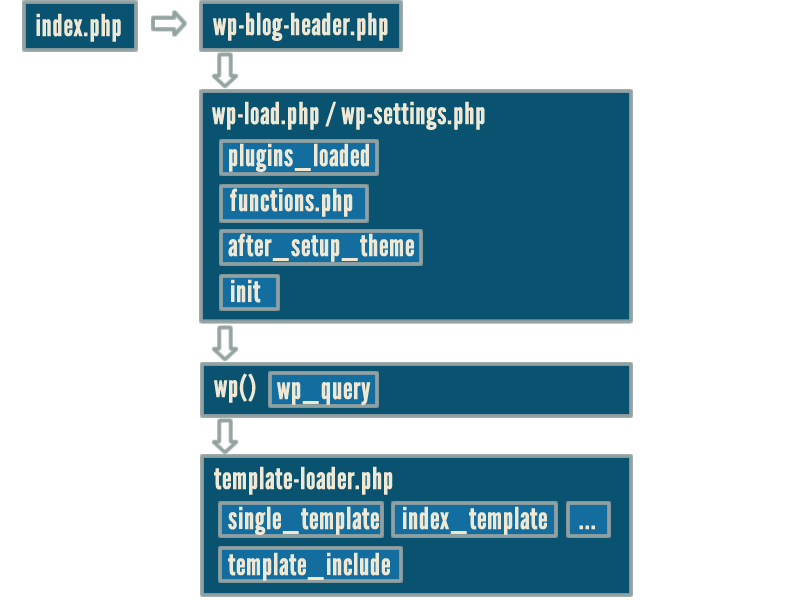 index.php
wp-blog-header.php
wp-load.php / wp-settings.php
plugins_loaded
functions.php
after_setup_theme
init
wp()
wp_query
template-loader.php
single_template
index_template
...
template_include